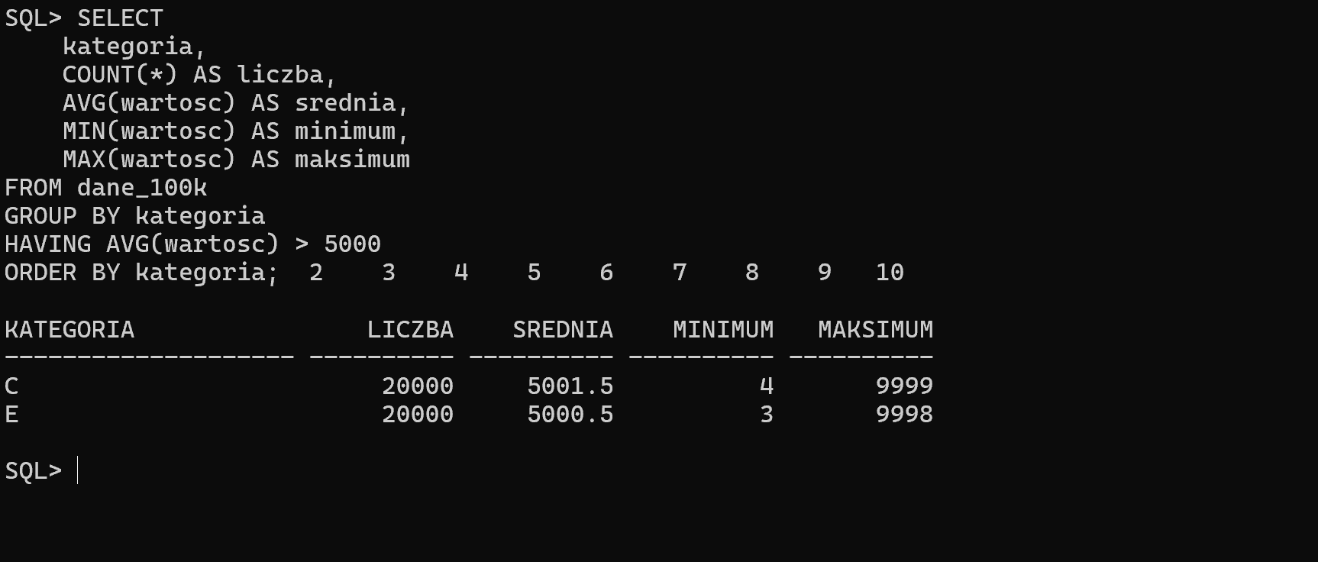 SQL> SELECT
    kategoria,
    COUNT(*) AS liczba,
    AVG(wartosc) AS srednia,
    MIN(wartosc) AS minimum,
    MAX(wartosc) AS maksimum
FROM dane_100k
GROUP BY kategoria
HAVING AVG(wartosc) > 5000
ORDER BY kategoria;  2    3    4    5    6    7    8    9   10

KATEGORIA                LICZBA    SREDNIA    MINIMUM   MAKSIMUM
-------------------- ---------- ---------- ---------- ----------
C                         20000     5001.5          4       9999
E                         20000     5000.5          3       9998

SQL>